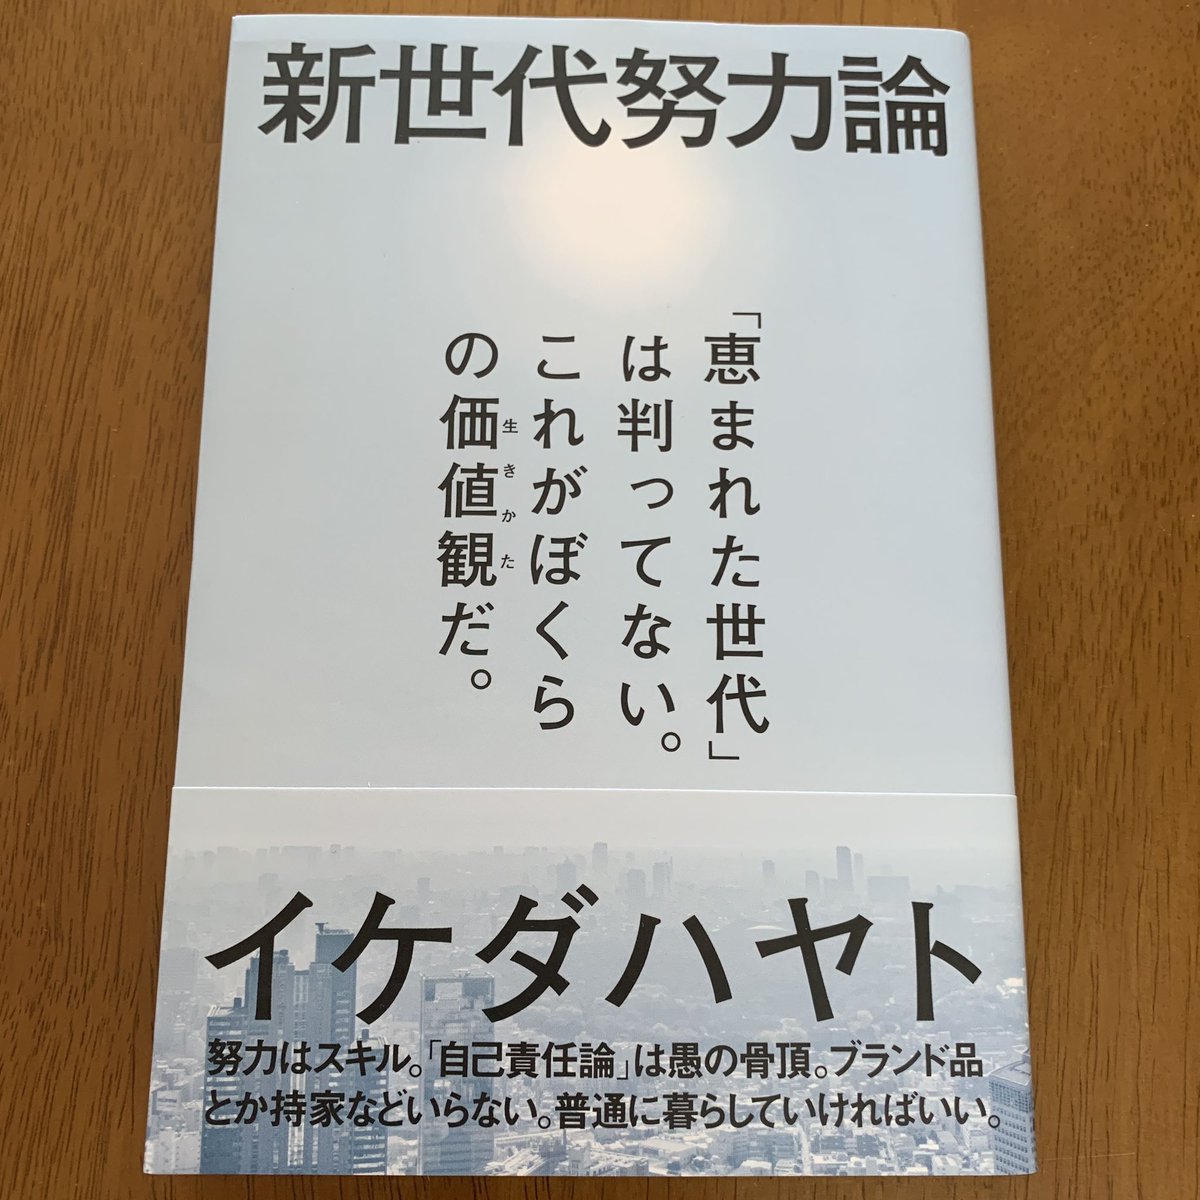 新世代努力論
「恵まれた世代」
は判ってない。
これがぼくら
の価値観だ。
生きかた
イケダハヤト
努力はスキル。「自己責任論」は愚の骨頂。ブランド品
とか持家などいらない。普通に暮らしていければいい。